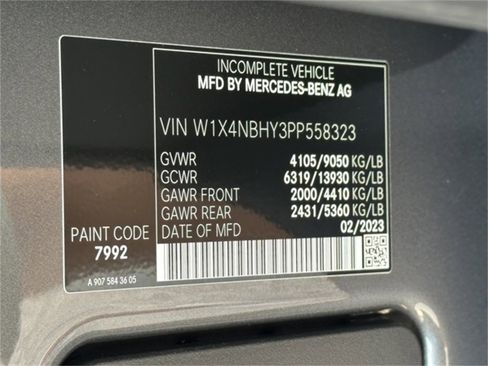 INCOMPLETE VEHICLE
MFD BY MERCEDES-BENZ AG
VIN W1X4NBHY3PP558323
GVWR 4105/9050 KG/LB
GCWR 6319/13930 KG/LB
GAWR FRONT 2000/4410 KG/LB
GAWR REAR 2431/5360 KG/LB
DATE OF MFD 02/2023
PAINT CODE
7992
A 907 584 36 05